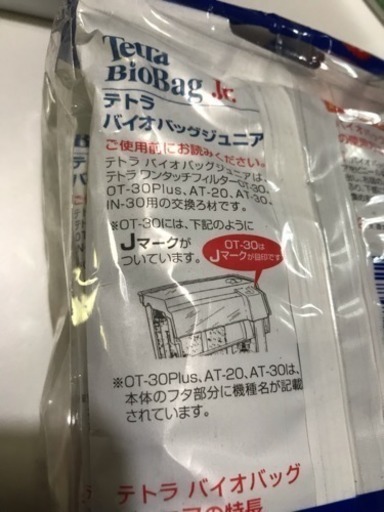 Tetra
BioBag Jr.
テトラ
バイオバッグジュニア
ご使用前にお読みください。
テトラ バイオバッグジュニアは、
テトラ ワンタッチフィルターOT-30、
OT-30Plus、AT-20、AT-30、
IN-30用の交換ろ材です。
※OT-30には、下記のように
Jマークが
ついています。
OT-30は
Jマークが目印です
※OT-30Plus、AT-20、AT-30は、
本体のフタ部分に機種名が記載
されています。
テトラ バイオバッグ
の特長